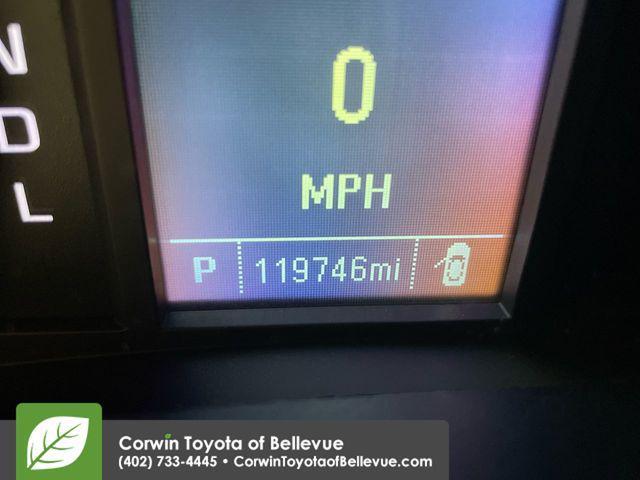 N
D
L
0
MPH
P 119746mi
Corwin Toyota of Bellevue
(402) 733-4445 • CorwinToyotaofBellevue.com